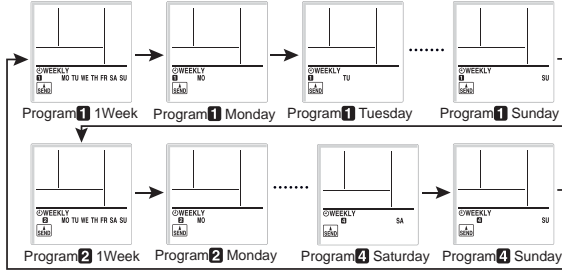 WEEKLY
1 MO TU WE TH FR SA SU
SEND
Program 1 1Week
WEEKLY
1 MO
SEND
Program 1 Monday
WEEKLY
1 TU
SEND
Program 1 Tuesday
········
WEEKLY
1 SU
SEND
Program 1 Sunday
WEEKLY
2 MO TU WE TH FR SA SU
SEND
Program 2 1Week
WEEKLY
2 MO
SEND
Program 2 Monday
········
WEEKLY
4 SA
SEND
Program 4 Saturday
WEEKLY
4 SU
SEND
Program 4 Sunday